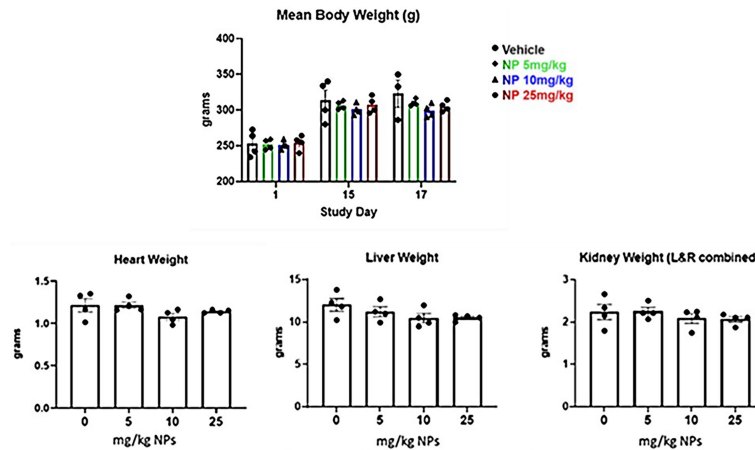 Mean Body Weight (g)
grams
350
300
250
200
1 15 17
Study Day
Vehicle
NP 5mg/kg
NP 10mg/kg
NP 25mg/kg
Heart Weight
grams
1.5
1.0
0.5
0.0
0 5 10 25
mg/kg NPs
Liver Weight
grams
15
10
5
0
0 5 10 25
mg/kg NPs
Kidney Weight (L&R combined
grams
3
2
1
0
0 5 10 25
mg/kg NPs